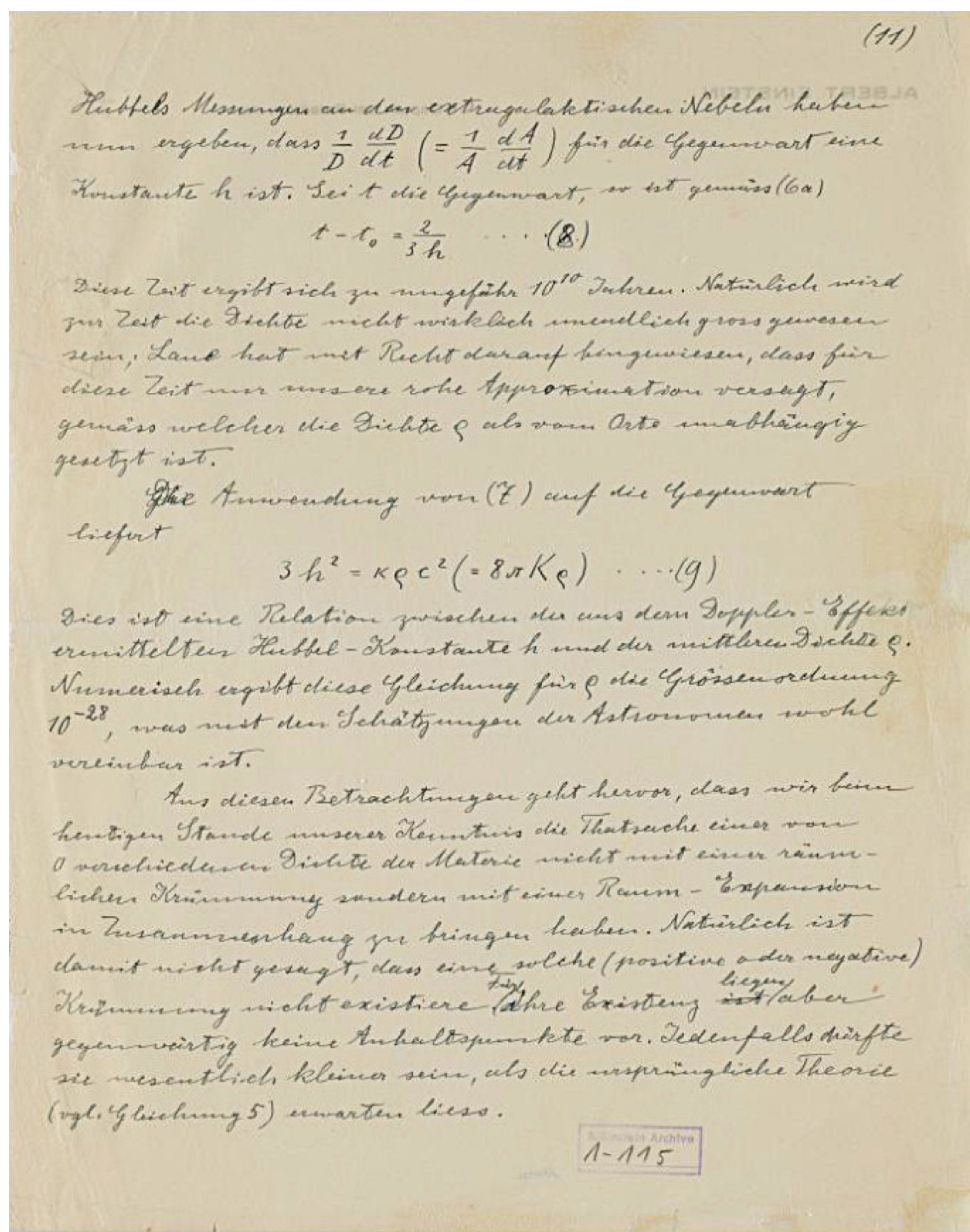 (11)
ALBERT EINSTEIN
Hubbels Messungen an den extragalaktischen Nebeln haben
nun ergeben, dass 1/D dD/dt (= 1/A dA/dt) für die Gegenwart eine
Konstante h ist. Sei t die Gegenwart, so ist gemäss (6a)
t - t₀ = 2/3h . . . . (8)
Diese Zeit ergibt sich zu ungefähr 10¹⁰ Jahren. Natürlich wird
zur Zeit die Dichte nicht wirklich unendlich gross gewesen
sein; Laue hat mit Recht darauf hingewiesen, dass für
diese Zeit nur unsere rohe Approximation versagt,
gemäss welcher die Dichte ρ als vom Orte unabhängig
gesetzt ist.
Die Anwendung von (7) auf die Gegenwart
liefert
3 h² = κρc² (= 8πKρ) . . . . . (9)
Dies ist eine Relation zwischen der aus dem Doppler-Effekt
ermittelten Hubbel-Konstante h und der mittleren Dichte ρ.
Numerisch ergibt diese Gleichung für ρ die Grössenordnung
10⁻²⁸, was mit den Schätzungen der Astronomen wohl
vereinbar ist.
Aus diesen Betrachtungen geht hervor, dass wir beim
heutigen Stande unserer Kenntnis die Thatsache einer von
0 verschiedenen Dichte der Materie nicht mit einer räum-
lichen Krümmung sondern mit einer Raum-Expansion
in Zusammenhang zu bringen haben. Natürlich ist
damit nicht gesagt, dass eine solche (positive oder negative)
Krümmung nicht existiere. Für ihre Existenz liegen aber
gegenwärtig keine Anhaltspunkte vor. Jedenfalls dürfte
sie wesentlich kleiner sein, als die ursprüngliche Theorie
(vgl. Gleichung 5) erwarten liess.
Einstein Archive
1-115